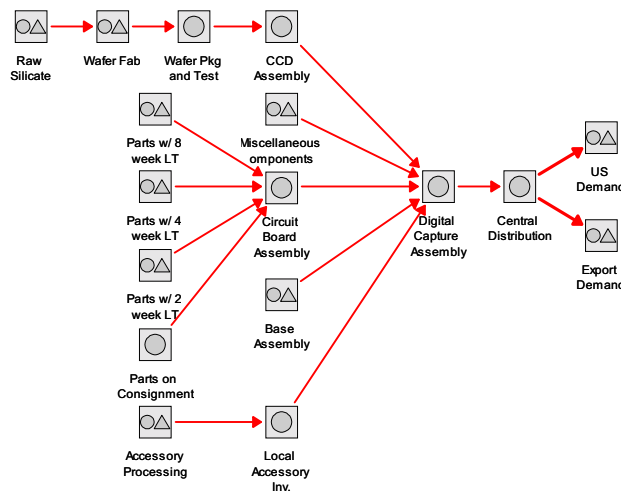 Raw
Silicate
Wafer Fab
Wafer Pkg
and Test
CCD
Assembly
Parts w/ 8
week LT
Miscellaneous
omponents
Parts w/ 4
week LT
Circuit
Board
Assembly
Digital
Capture
Assembly
Central
Distribution
US
Demand
Export
Demand
Parts w/ 2
week LT
Base
Assembly
Parts on
Consignment
Accessory
Processing
Local
Accessory
Inv.